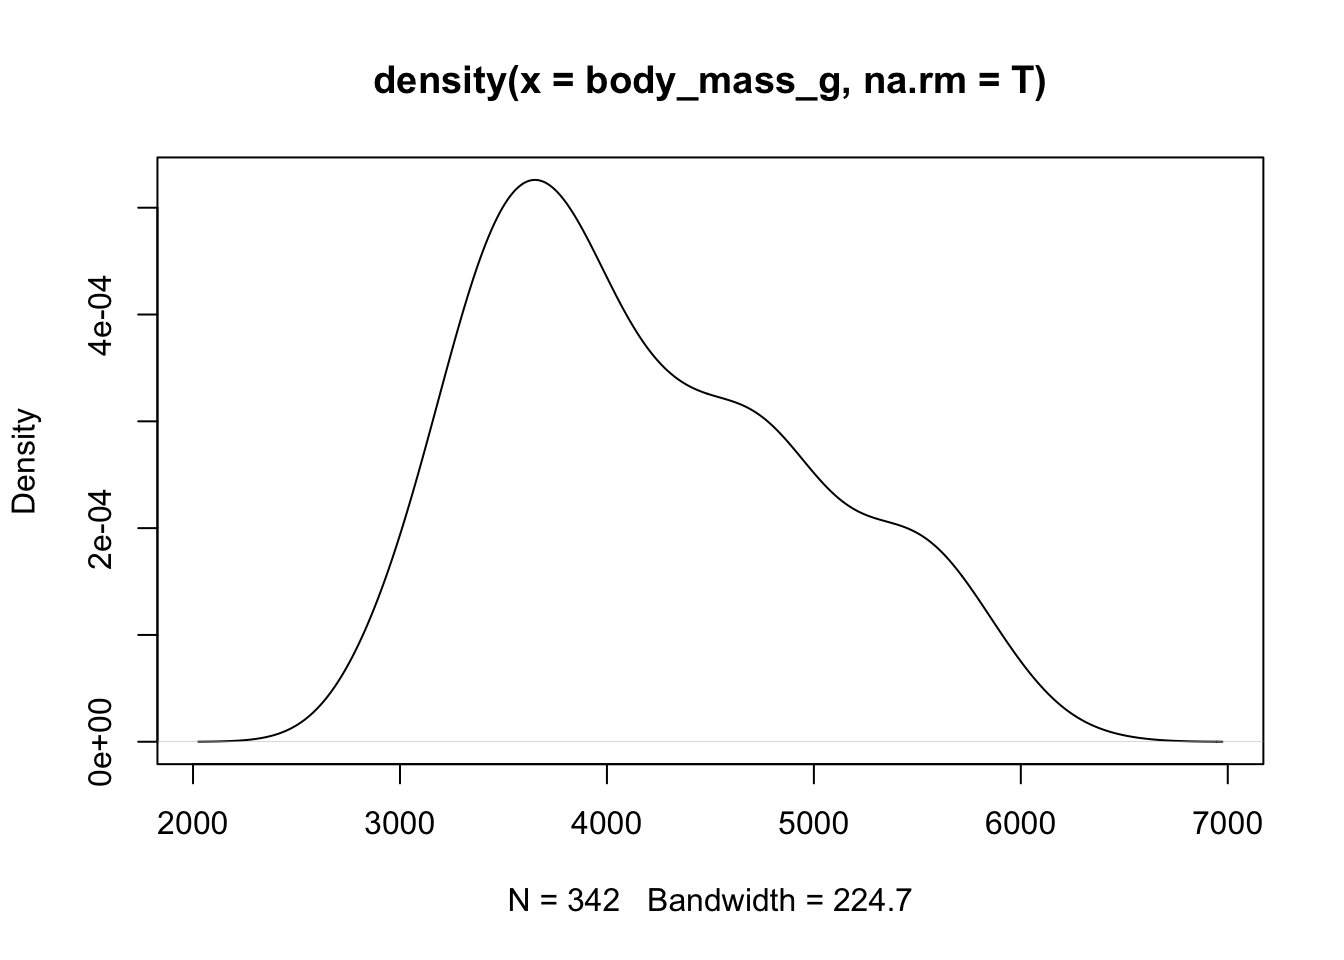 density(x = body_mass_g, na.rm = T)
Density
0e+00 2e-04 4e-04
2000 3000 4000 5000 6000 7000
N = 342 Bandwidth = 224.7